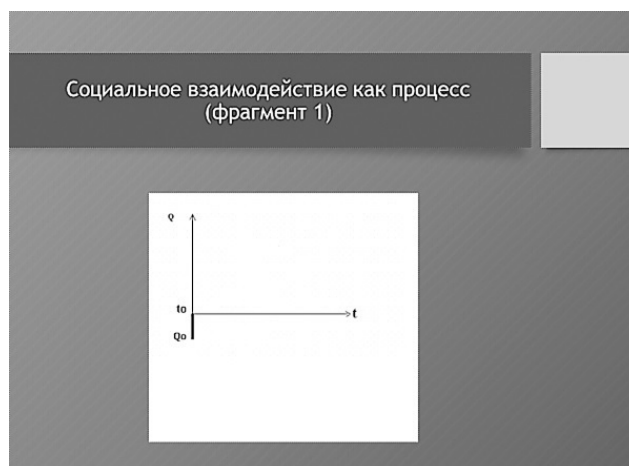 Социальное взаимодействие как процесс
(фрагмент 1)
Q
to
t
Qo